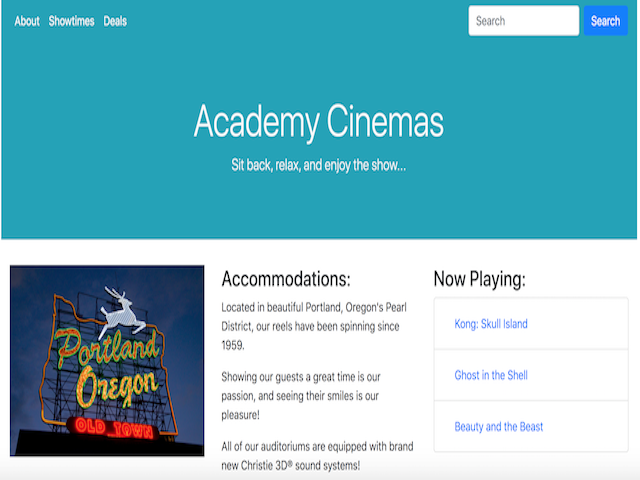 About Showtimes Deals
Search Search
Academy Cinemas
Sit back, relax, and enjoy the show...
Portland
Oregon
OLD TOWN
Accommodations:
Located in beautiful Portland, Oregon's Pearl
District, our reels have been spinning since
1959.
Showing our guests a great time is our
passion, and seeing their smiles is our
pleasure!
All of our auditoriums are equipped with brand
new Christie 3D® sound systems!
Now Playing:
Kong: Skull Island
Ghost in the Shell
Beauty and the Beast